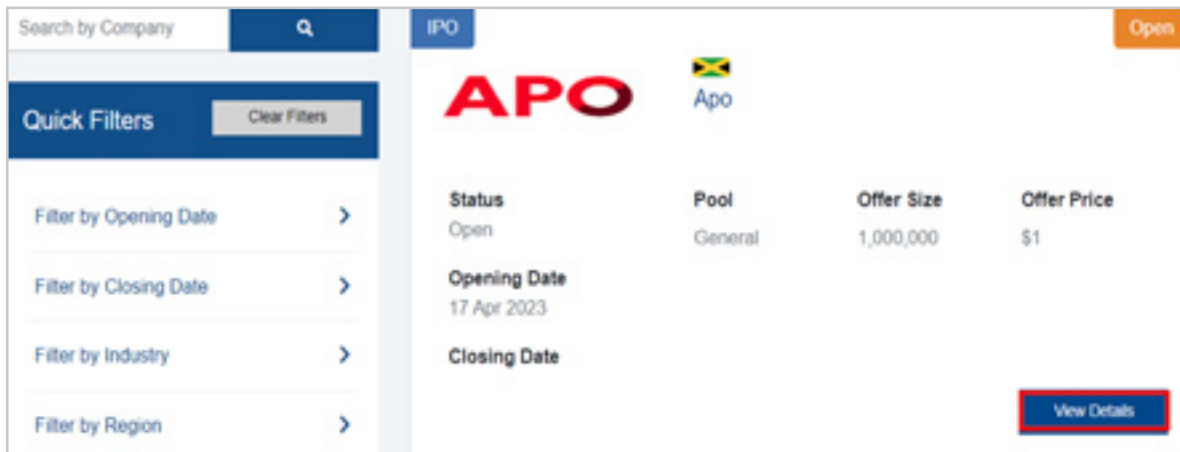 Search by Company
Quick Filters
Clear Filters
Filter by Opening Date
Filter by Closing Date
Filter by Industry
Filter by Region
IPO
Open
APO
Apo
Status
Pool
Offer Size
Offer Price
Open
General
1,000,000
$1
Opening Date
17 Apr 2023
Closing Date
View Details